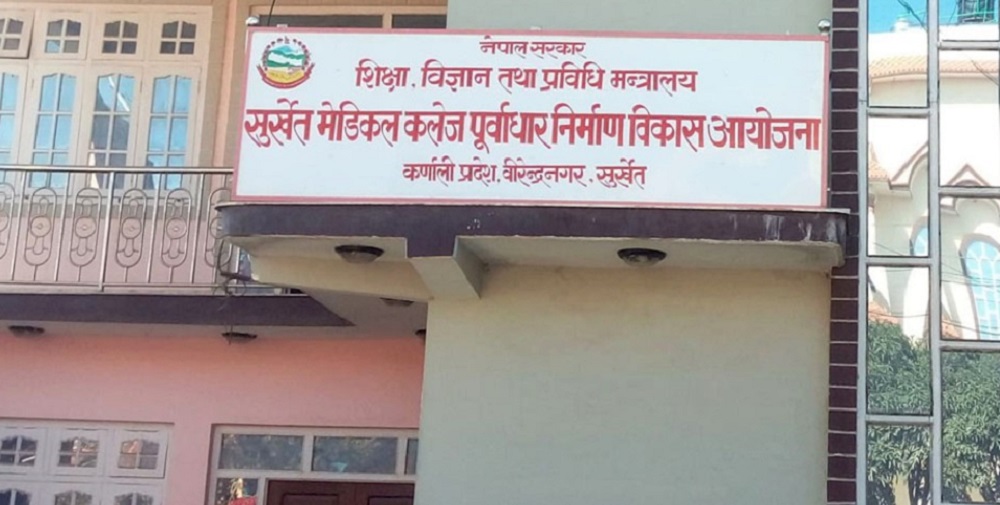 नेपाल सरकार
शिक्षा, विज्ञान तथा प्रविधि मन्त्रालय
सुर्खेत मेडिकल कलेज पूर्वाधार निर्माण विकास आयोजना
कर्णाली प्रदेश, वीरेन्द्रनगर, सुर्खेत